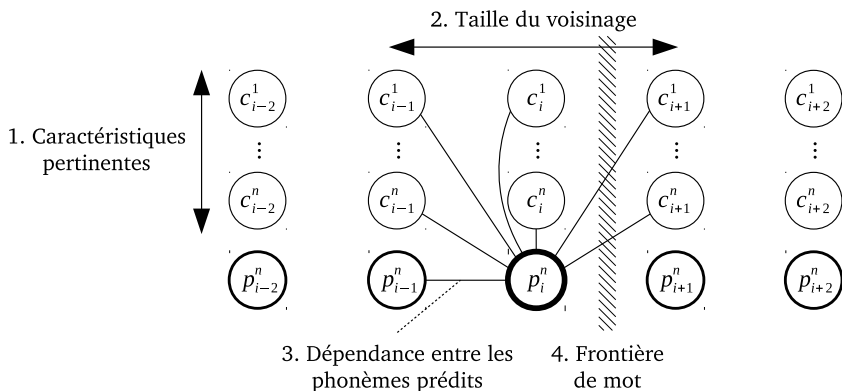 2. Taille du voisinage
c¹ᵢ₋₂ c¹ᵢ₋₁ c¹ᵢ c¹ᵢ₊₁ c¹ᵢ₊₂
1. Caractéristiques
pertinentes
⋮ ⋮ ⋮ ⋮ ⋮
cⁿᵢ₋₂ cⁿᵢ₋₁ cⁿᵢ cⁿᵢ₊₁ cⁿᵢ₊₂
pⁿᵢ₋₂ pⁿᵢ₋₁ pⁿᵢ pⁿᵢ₊₁ pⁿᵢ₊₂
3. Dépendance entre les
phonèmes prédits
4. Frontière
de mot